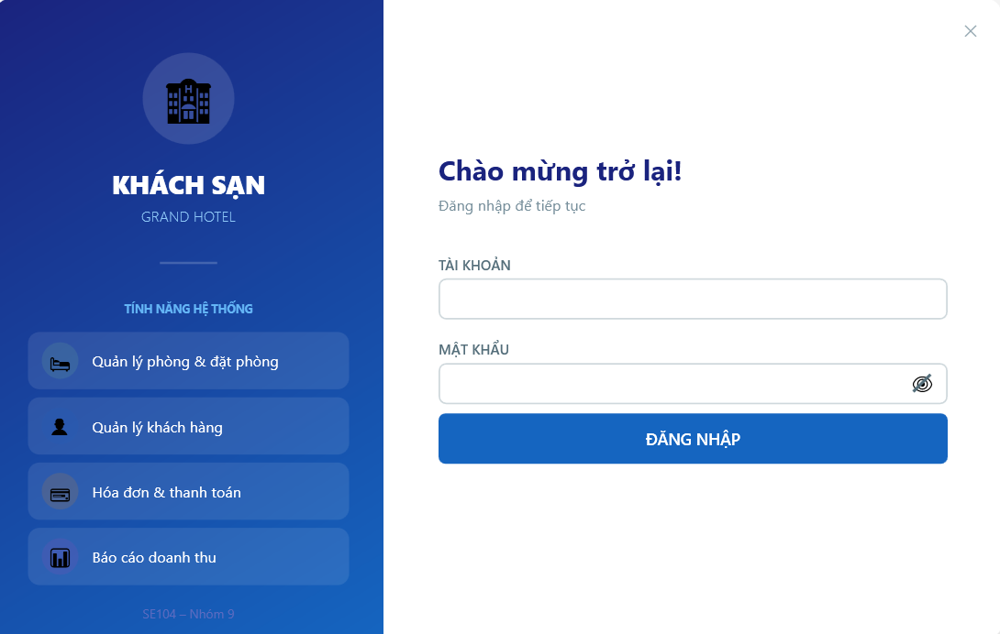 H
KHÁCH SẠN
GRAND HOTEL
TÍNH NĂNG HỆ THỐNG
Quản lý phòng & đặt phòng
Quản lý khách hàng
Hóa đơn & thanh toán
Báo cáo doanh thu
SE104 – Nhóm 9
Chào mừng trở lại!
Đăng nhập để tiếp tục
TÀI KHOẢN
MẬT KHẨU
ĐĂNG NHẬP